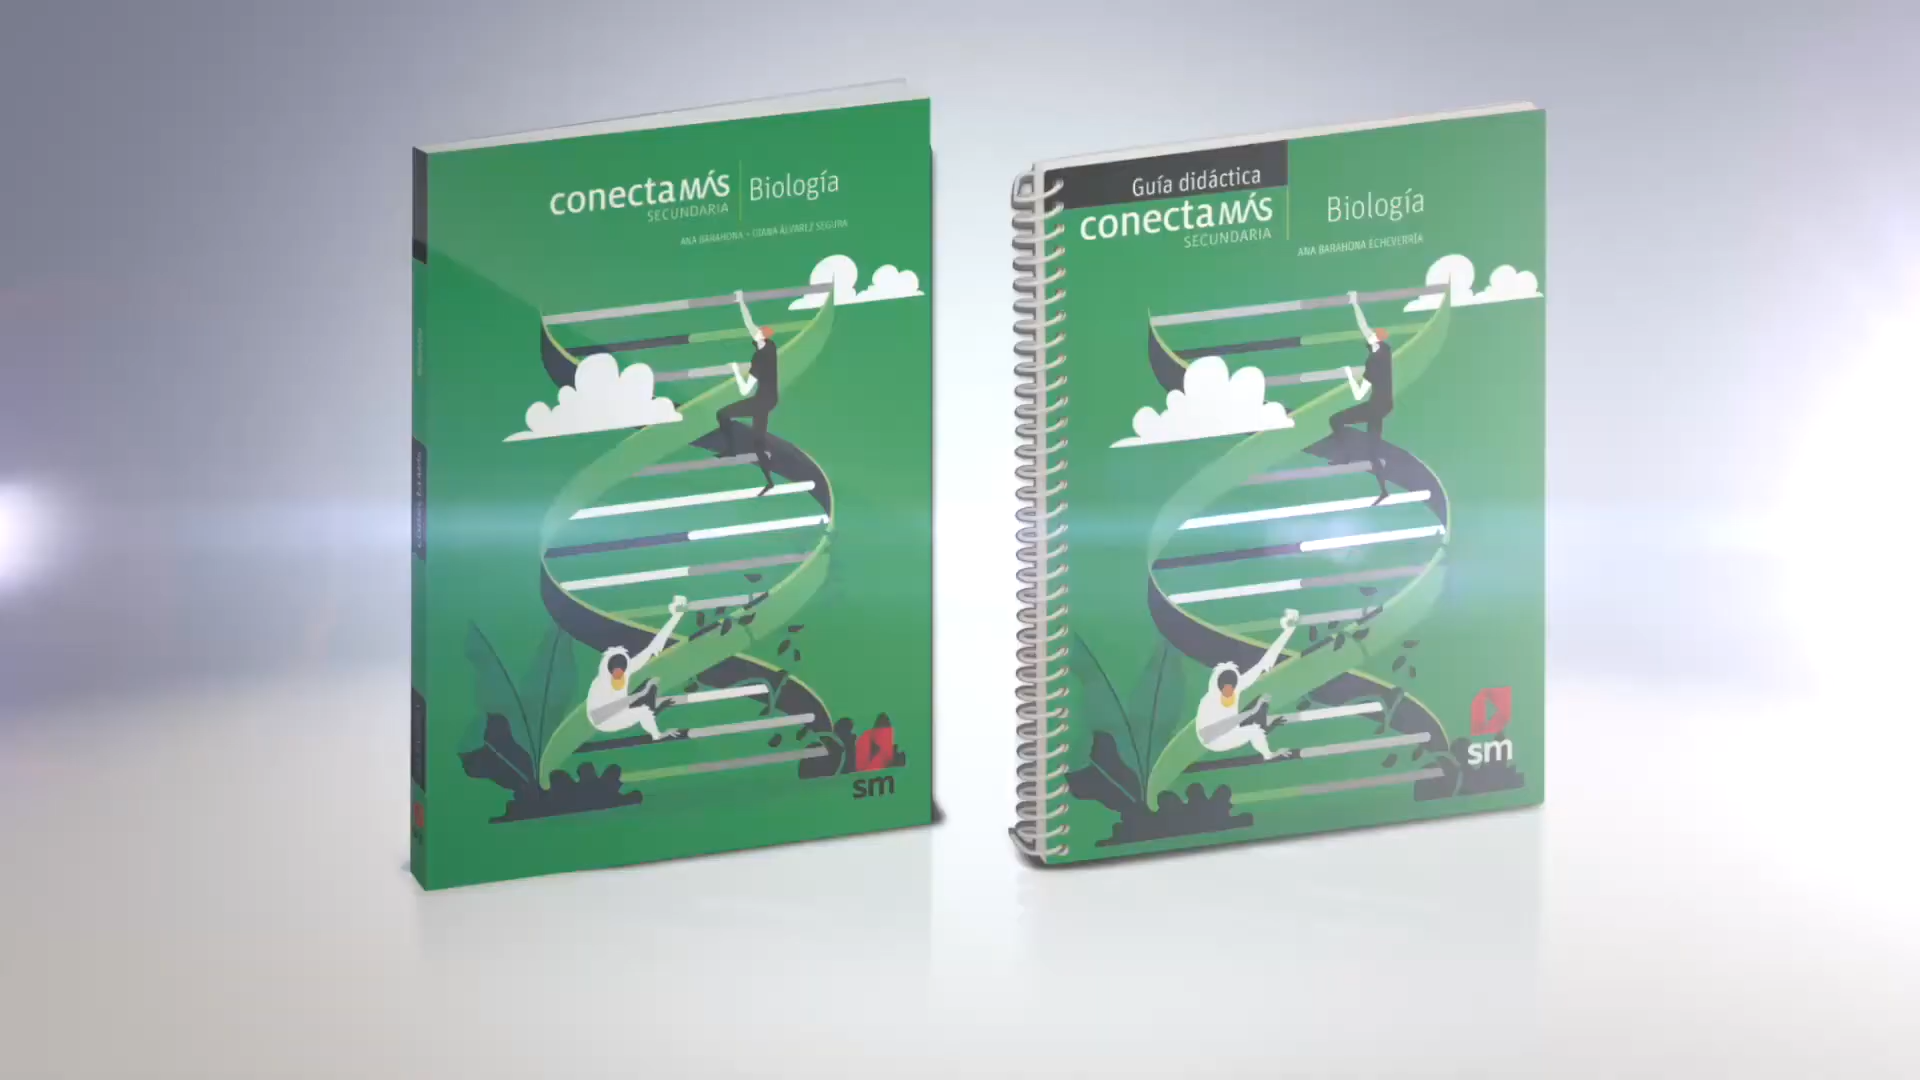 conecta MÁS
SECUNDARIA
Biología
ANA BARAHONA • DIANA ÁLVAREZ SEGURA
sm
Guía didáctica
conecta MÁS
SECUNDARIA
Biología
ANA BARAHONA ECHEVERRÍA
sm